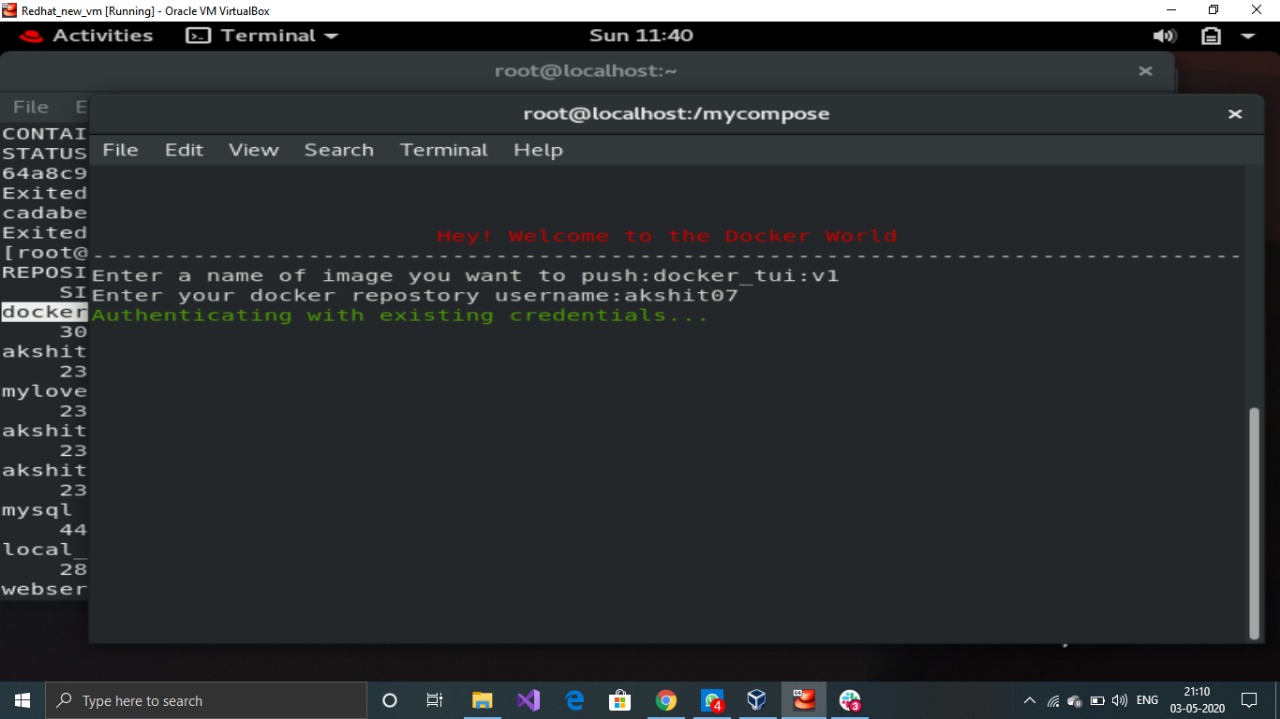 Redhat_new_vm [Running] - Oracle VM VirtualBox
Activities Terminal Sun 11:40
root@localhost:~
File E
root@localhost:/mycompose
File Edit View Search Terminal Help
CONTAI
STATUS
64a8c9
Exited
cadabe
Exited
[root@
REPOSI
SI
docker
30
akshit
23
mylove
23
akshit
23
akshit
23
mysql
44
local_
28
webser
Hey! Welcome to the Docker World
--------------------------------------------------------------------------------
Enter a name of image you want to push:docker_tui:v1
Enter your docker repostory username:akshit07
Authenticating with existing credentials...
Type here to search
4
3
ENG
21:10
03-05-2020